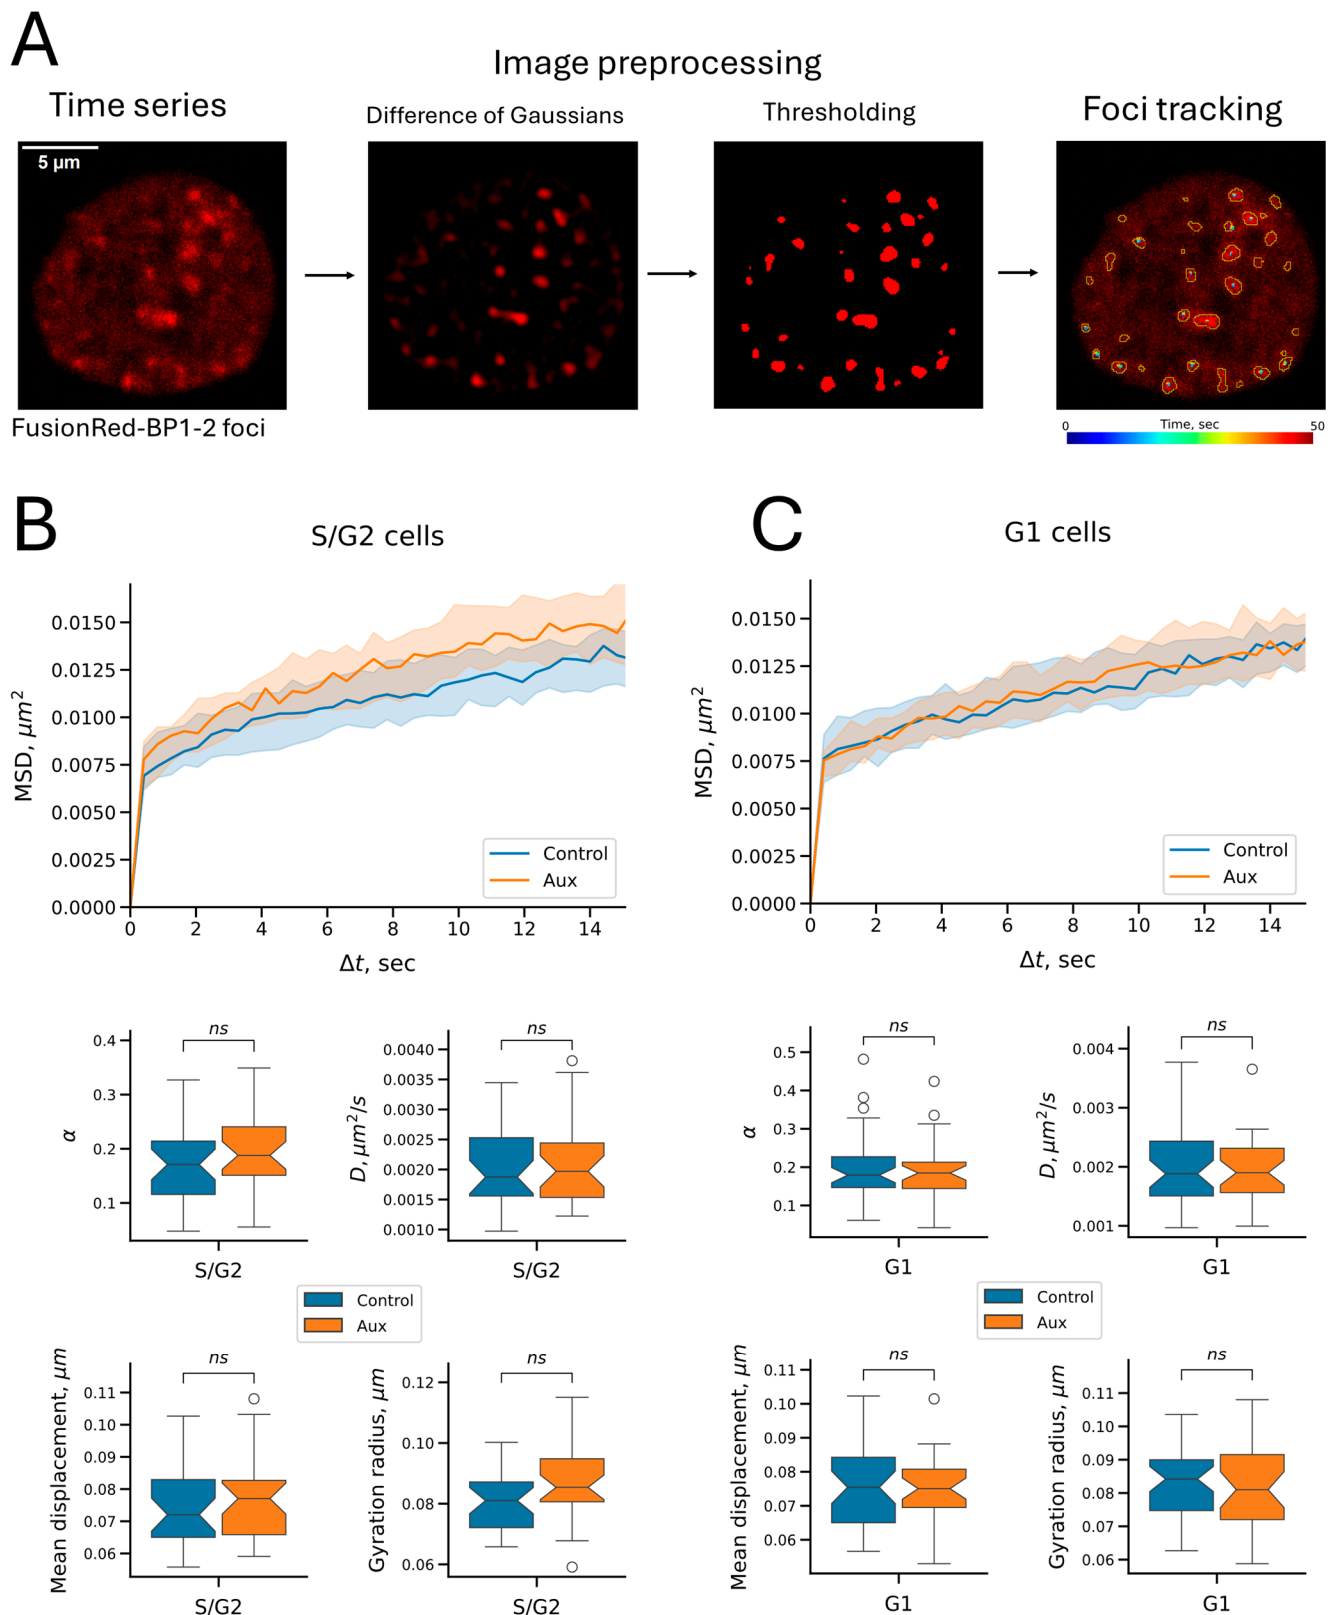 A
Image preprocessing
Time series
Difference of Gaussians
Thresholding
Foci tracking
5 μm
FusionRed-BP1-2 foci
0
Time, sec
50
B
S/G2 cells
MSD, μm²
0.0150
0.0125
0.0100
0.0075
0.0050
0.0025
0.0000
Control
Aux
0 2 4 6 8 10 12 14
Δt, sec
C
G1 cells
MSD, μm²
0.0150
0.0125
0.0100
0.0075
0.0050
0.0025
0.0000
Control
Aux
0 2 4 6 8 10 12 14
Δt, sec
ns
α
0.4
0.3
0.2
0.1
S/G2
ns
D, μm²/s
0.0040
0.0035
0.0030
0.0025
0.0020
0.0015
0.0010
S/G2
ns
α
0.5
0.4
0.3
0.2
0.1
G1
ns
D, μm²/s
0.004
0.003
0.002
0.001
G1
Control
Aux
Control
Aux
ns
Mean displacement, μm
0.11
0.10
0.09
0.08
0.07
0.06
S/G2
ns
Gyration radius, μm
0.12
0.10
0.08
0.06
S/G2
ns
Mean displacement, μm
0.11
0.10
0.09
0.08
0.07
0.06
G1
ns
Gyration radius, μm
0.11
0.10
0.09
0.08
0.07
0.06
G1